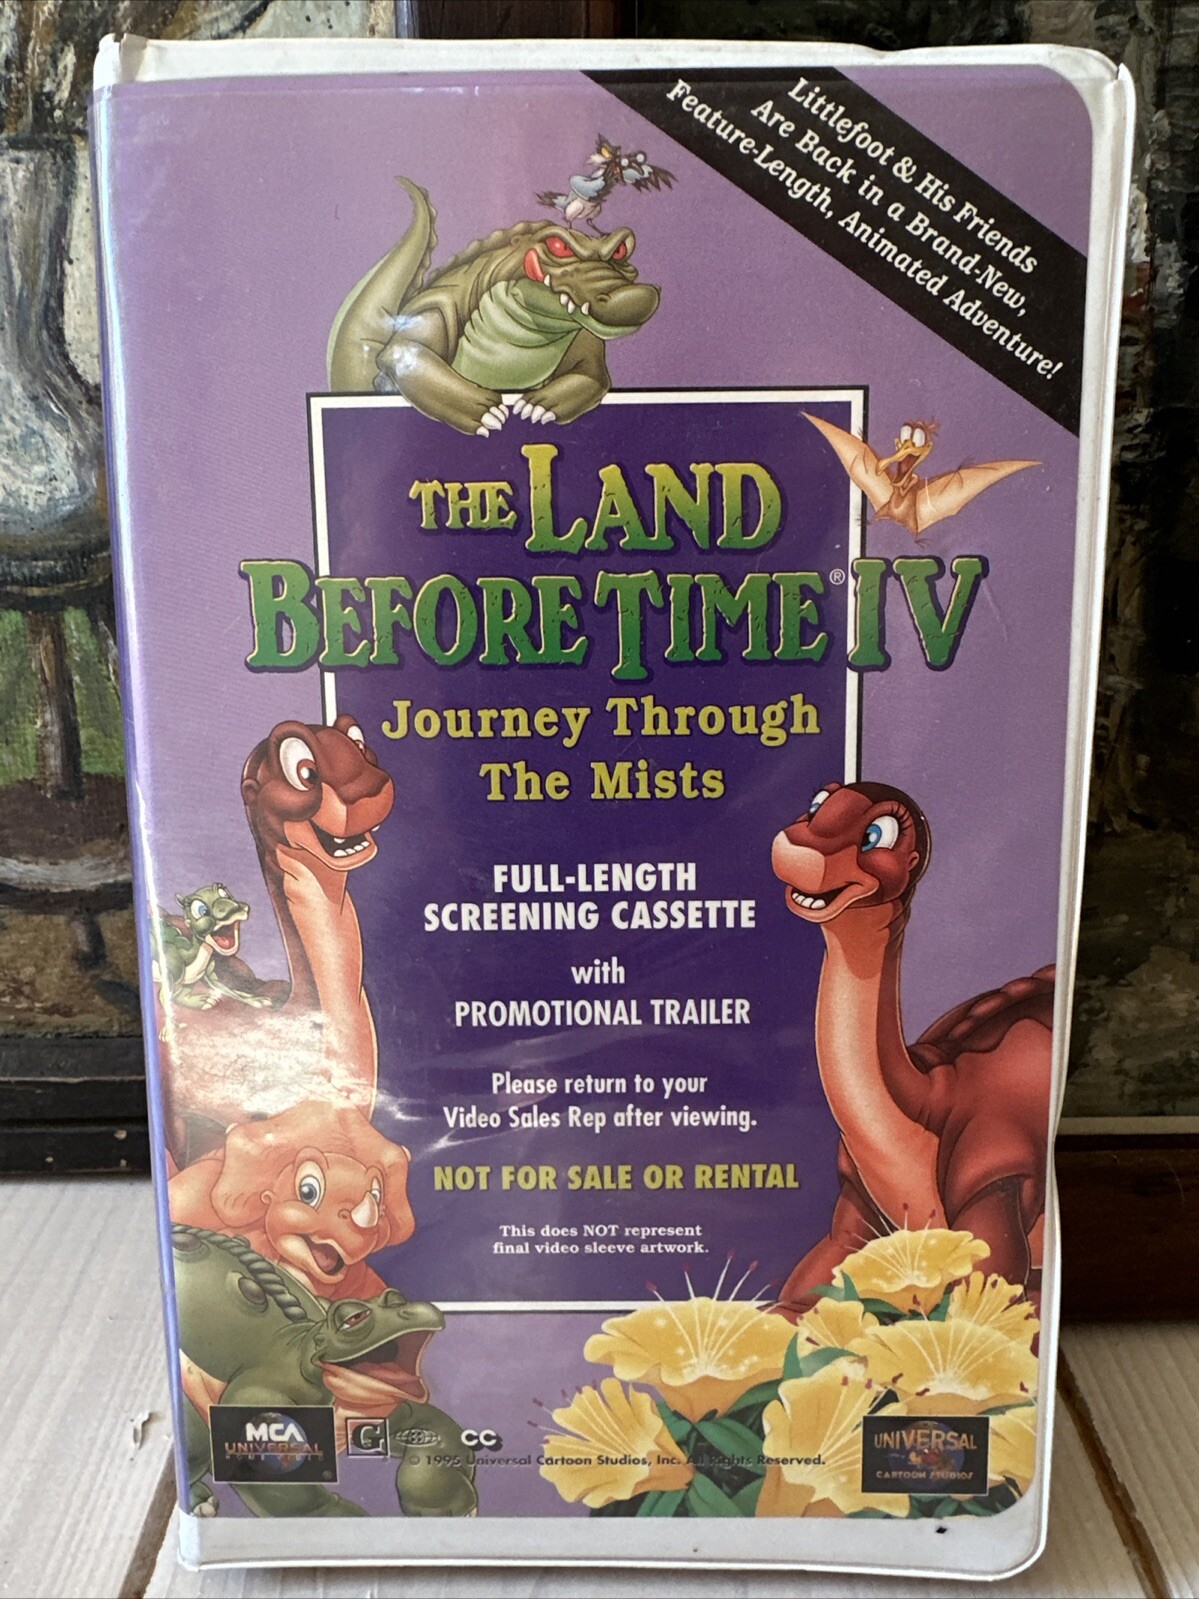 Littlefoot & His Friends
Are Back in a Brand-New,
Feature-Length, Animated Adventure!
THE LAND
BEFORE TIME® IV
Journey Through
The Mists
FULL-LENGTH
SCREENING CASSETTE
with
PROMOTIONAL TRAILER
Please return to your
Video Sales Rep after viewing.
NOT FOR SALE OR RENTAL
This does NOT represent
final video sleeve artwork.
MCA
UNIVERSAL
HOME VIDEO
®
G
CC
© 1995 Universal Cartoon Studios, Inc. All Rights Reserved.
UNIVERSAL
CARTOON STUDIOS